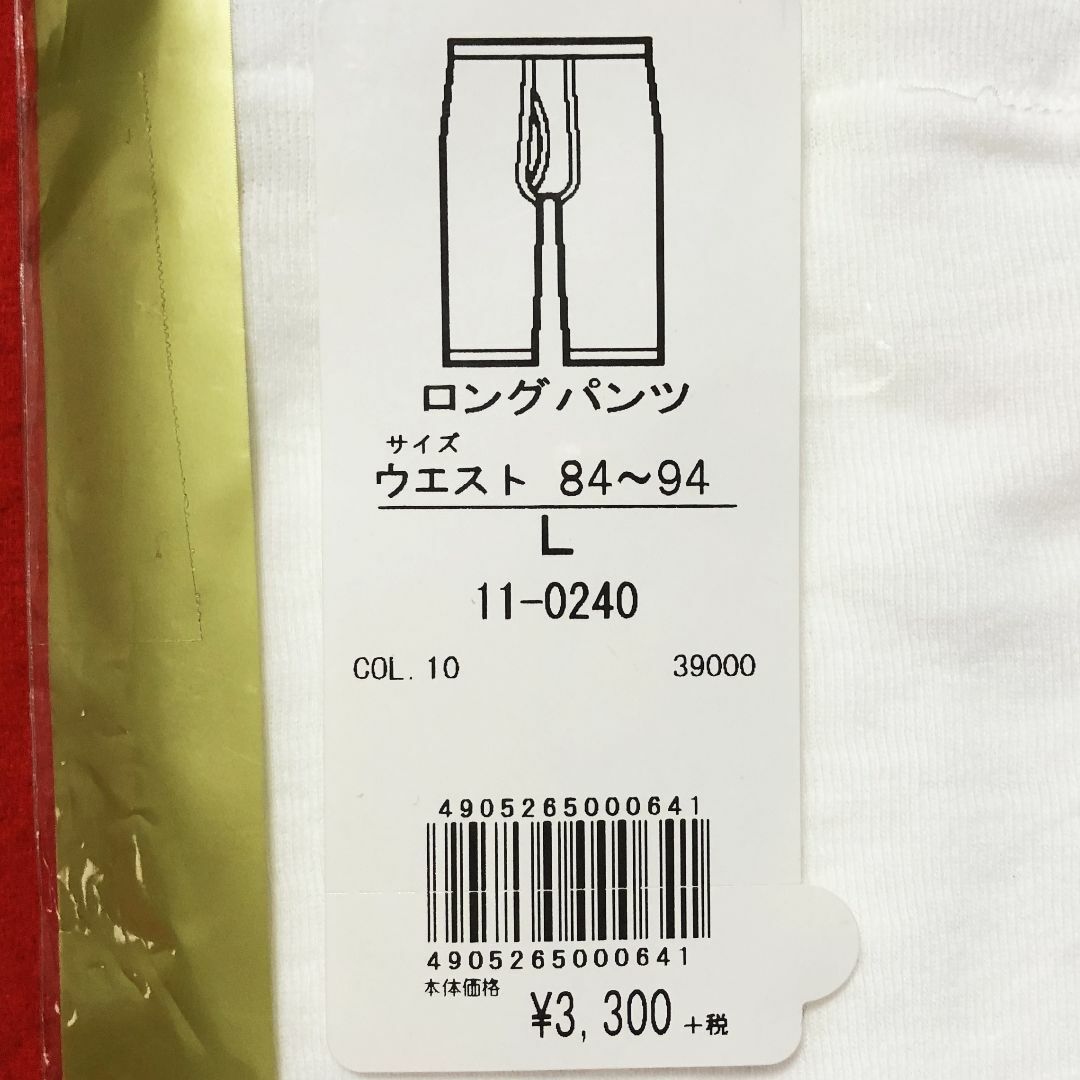 ロングパンツ
サイズ
ウエスト 84～94
L
11-0240
COL. 10 39000
4905265000641
4905265000641
本体価格
¥3,300 +税